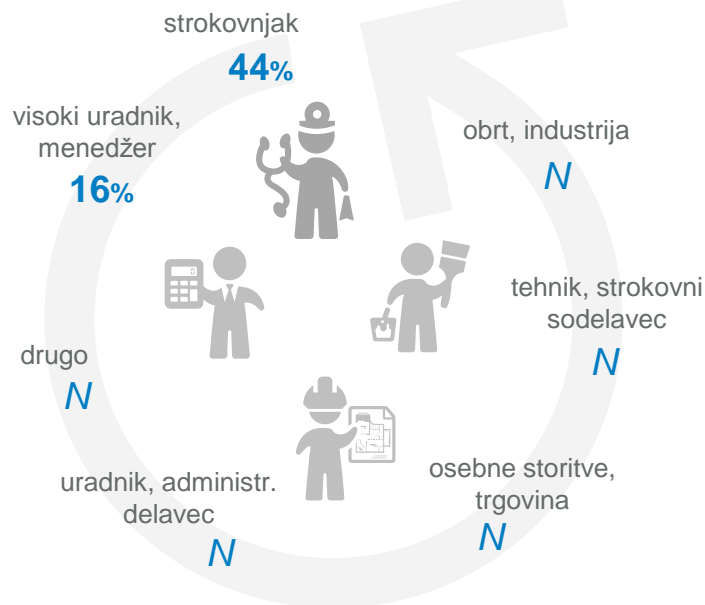 strokovnjak
44%
visoki uradnik,
menedžer
16%
obrt, industrija
N
tehnik, strokovni
sodelavec
N
drugo
N
uradnik, administr.
delavec
N
osebne storitve,
trgovina
N